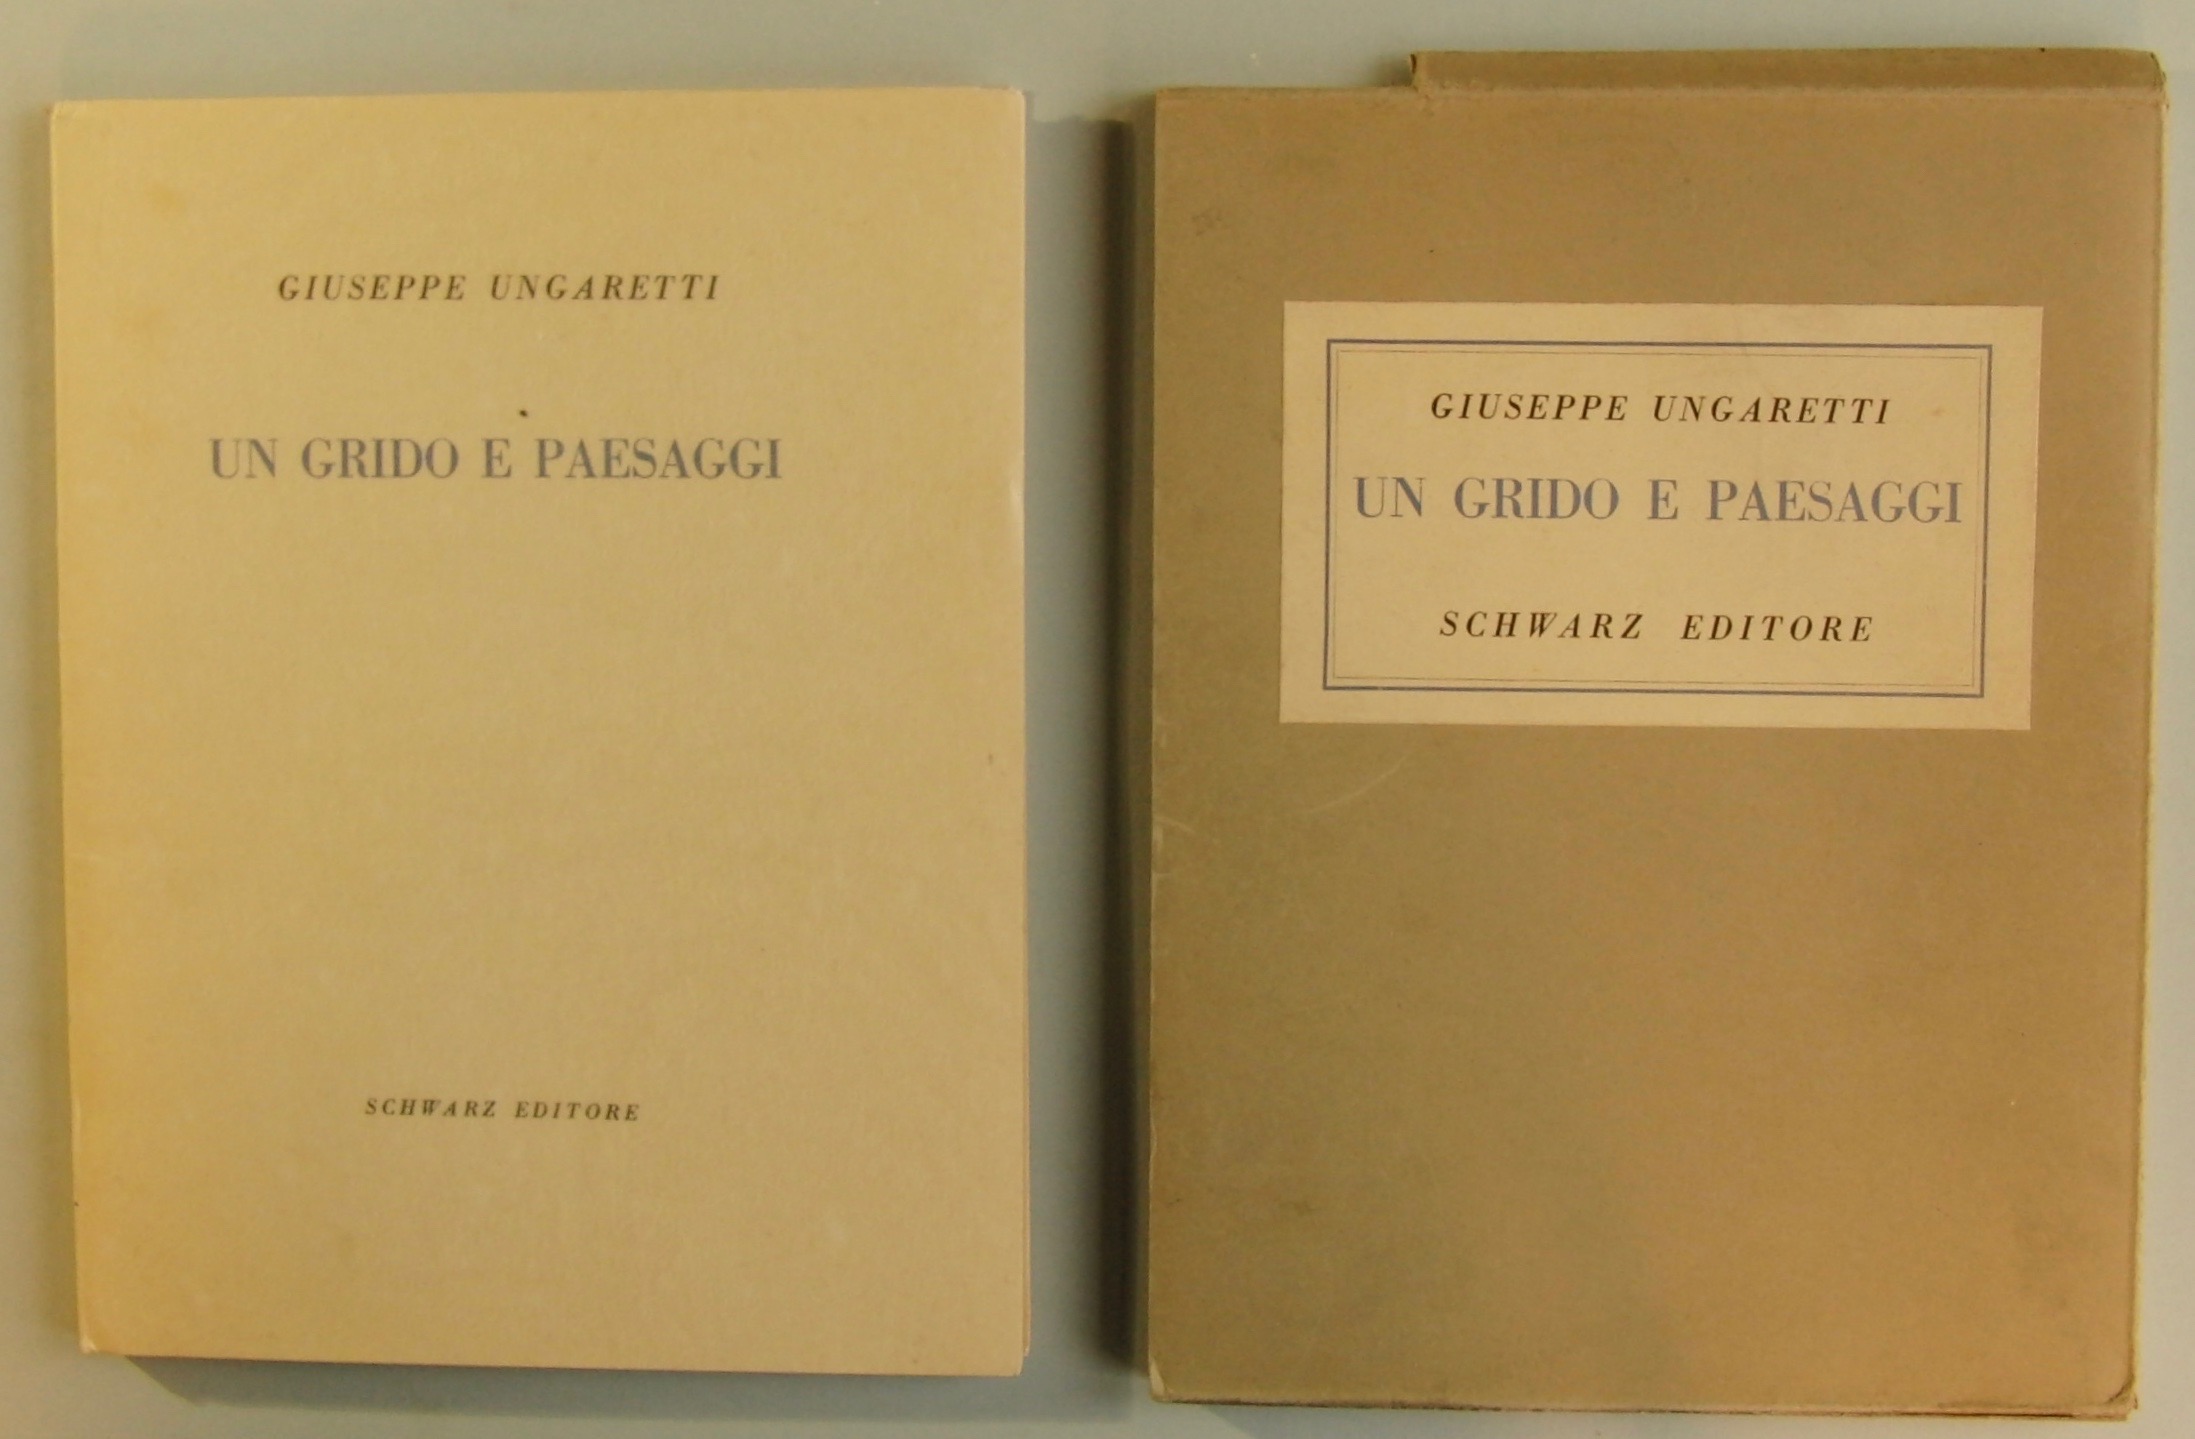 GIUSEPPE UNGARETTI
UN GRIDO E PAESAGGI
SCHWARZ EDITORE
GIUSEPPE UNGARETTI
UN GRIDO E PAESAGGI
SCHWARZ EDITORE